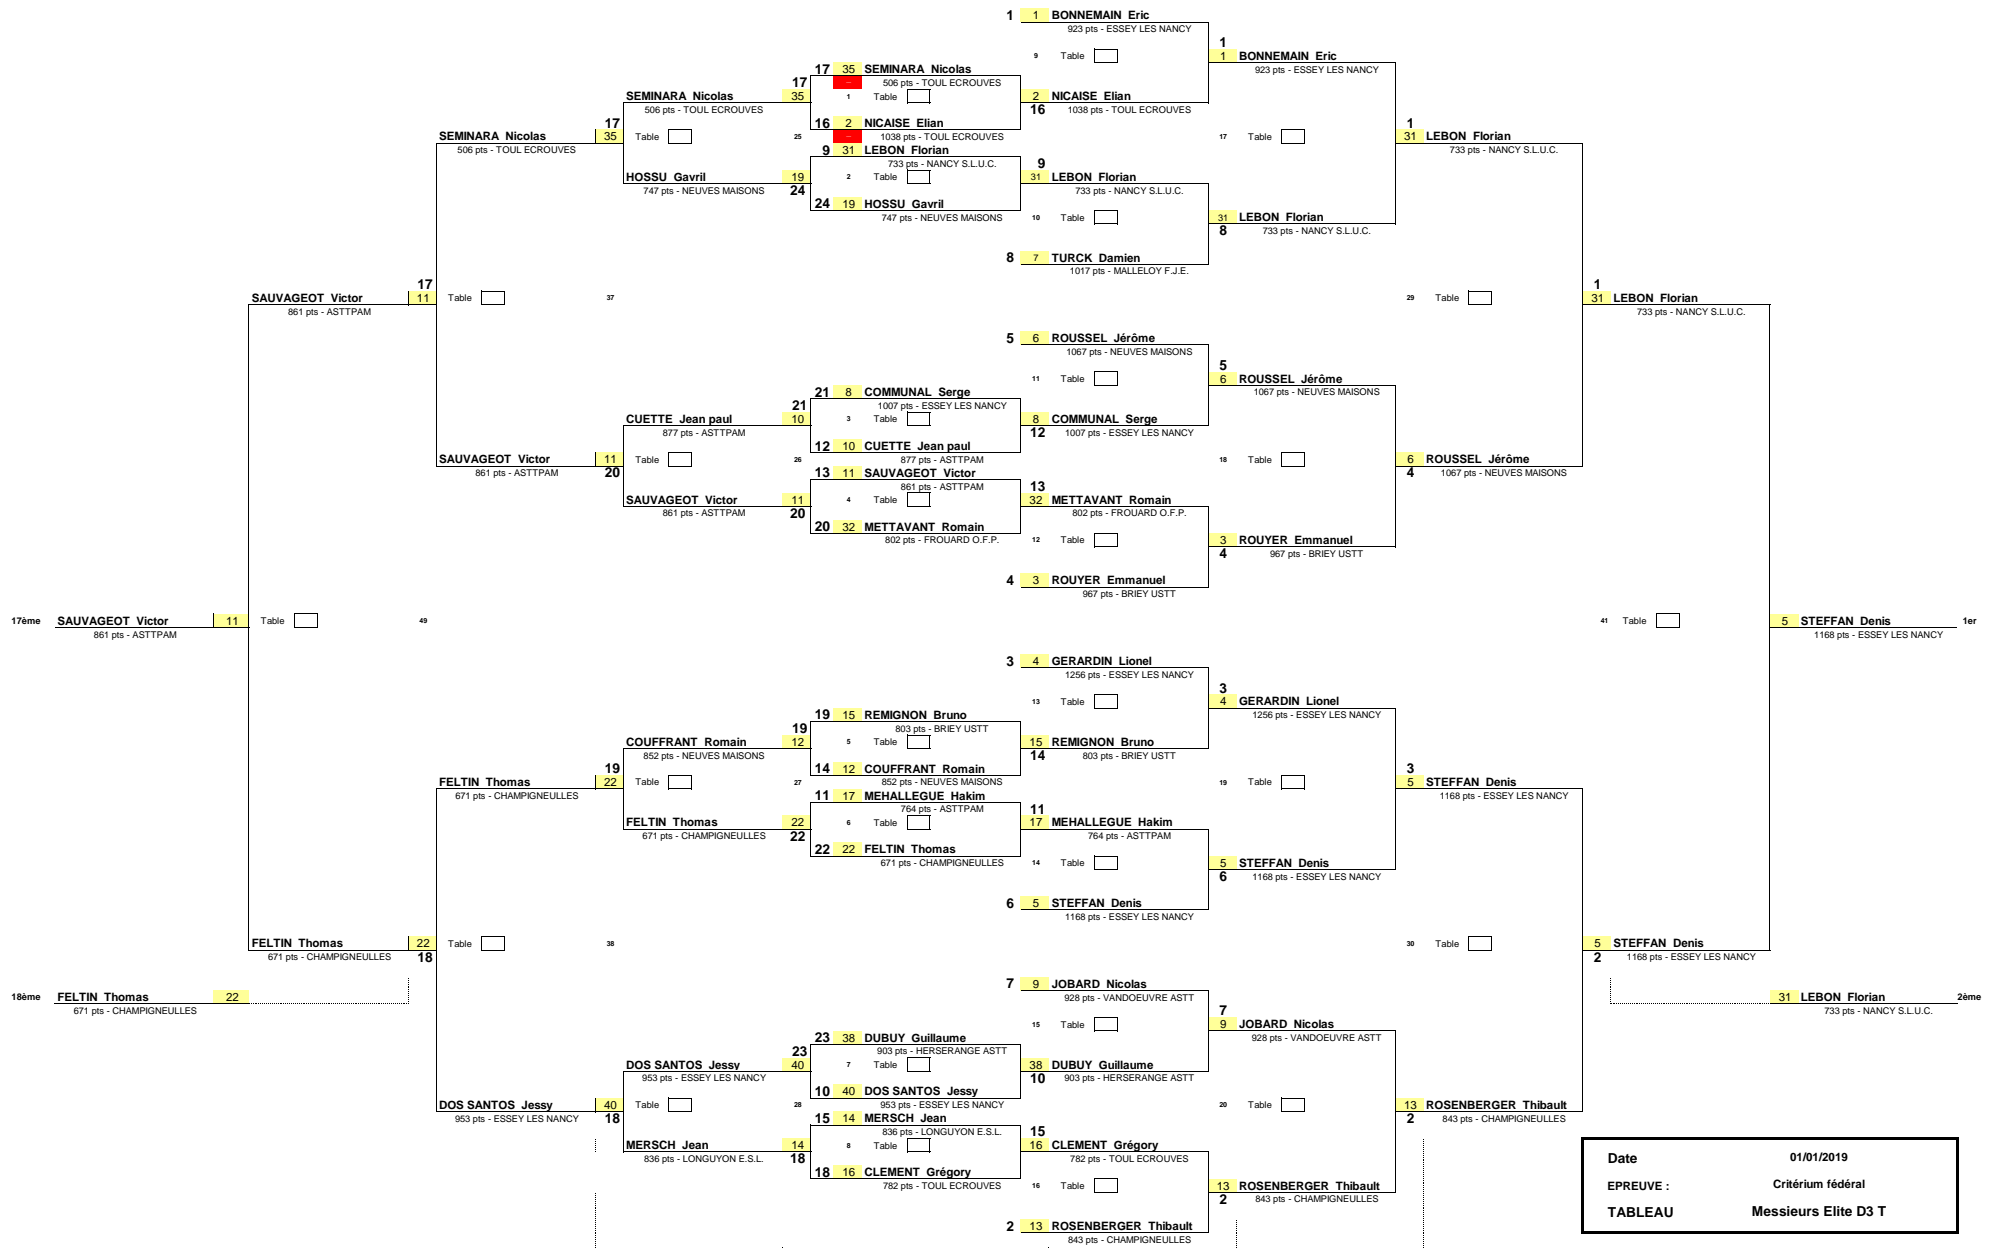 1 1 BONNEMAIN Eric
923 pts - ESSEY LES NANCY
1
9 Table 1 BONNEMAIN Eric
17 35 SEMINARA Nicolas 923 pts - ESSEY LES NANCY
17 -- 506 pts - TOUL ECROUVES
SEMINARA Nicolas 35 1 Table 2 NICAISE Elian
506 pts - TOUL ECROUVES 16 1038 pts - TOUL ECROUVES
17 16 2 NICAISE Elian 1
SEMINARA Nicolas 35 Table 25 -- 1038 pts - TOUL ECROUVES 17 Table 31 LEBON Florian
506 pts - TOUL ECROUVES 9 31 LEBON Florian 733 pts - NANCY S.L.U.C.
733 pts - NANCY S.L.U.C. 9
HOSSU Gavril 19 2 Table 31 LEBON Florian
747 pts - NEUVES MAISONS 24 733 pts - NANCY S.L.U.C.
24 19 HOSSU Gavril
747 pts - NEUVES MAISONS 10 Table 31 LEBON Florian
8 733 pts - NANCY S.L.U.C.
8 7 TURCK Damien
1017 pts - MALLELOY F.J.E.
17 1
SAUVAGEOT Victor 11 Table 37 29 Table 31 LEBON Florian
861 pts - ASTTPAM 733 pts - NANCY S.L.U.C.
5 6 ROUSSEL Jérôme
1067 pts - NEUVES MAISONS
5
11 Table 6 ROUSSEL Jérôme
21 8 COMMUNAL Serge 1067 pts - NEUVES MAISONS
21 1007 pts - ESSEY LES NANCY
CUETTE Jean paul 10 3 Table 8 COMMUNAL Serge
877 pts - ASTTPAM 12 1007 pts - ESSEY LES NANCY
12 10 CUETTE Jean paul
SAUVAGEOT Victor 11 Table 26 877 pts - ASTTPAM 18 Table 6 ROUSSEL Jérôme
861 pts - ASTTPAM 20 13 11 SAUVAGEOT Victor 4 1067 pts - NEUVES MAISONS
861 pts - ASTTPAM 13
SAUVAGEOT Victor 11 4 Table 32 METTAVANT Romain
861 pts - ASTTPAM 20 802 pts - FROUARD O.F.P.
20 32 METTAVANT Romain
802 pts - FROUARD O.F.P. 12 Table 3 ROUYER Emmanuel
4 967 pts - BRIEY USTT
4 3 ROUYER Emmanuel
967 pts - BRIEY USTT
17ème SAUVAGEOT Victor 11 Table 49 41 Table 5 STEFFAN Denis 1er
861 pts - ASTTPAM 1168 pts - ESSEY LES NANCY
3 4 GERARDIN Lionel
1256 pts - ESSEY LES NANCY
3
13 Table 4 GERARDIN Lionel
19 15 REMIGNON Bruno 1256 pts - ESSEY LES NANCY
19 803 pts - BRIEY USTT
COUFFRANT Romain 12 5 Table 15 REMIGNON Bruno
852 pts - NEUVES MAISONS 14 803 pts - BRIEY USTT
19 14 12 COUFFRANT Romain 3
FELTIN Thomas 22 Table 27 852 pts - NEUVES MAISONS 19 Table 5 STEFFAN Denis
671 pts - CHAMPIGNEULLES 11 17 MEHALLEGUE Hakim 1168 pts - ESSEY LES NANCY
764 pts - ASTTPAM 11
FELTIN Thomas 22 6 Table 17 MEHALLEGUE Hakim
671 pts - CHAMPIGNEULLES 22 764 pts - ASTTPAM
22 22 FELTIN Thomas
671 pts - CHAMPIGNEULLES 14 Table 5 STEFFAN Denis
6 1168 pts - ESSEY LES NANCY
6 5 STEFFAN Denis
1168 pts - ESSEY LES NANCY
FELTIN Thomas 22 Table 38 30 Table 5 STEFFAN Denis
671 pts - CHAMPIGNEULLES 18 2 1168 pts - ESSEY LES NANCY
7 9 JOBARD Nicolas
18ème FELTIN Thomas 22 928 pts - VANDOEUVRE ASTT 31 LEBON Florian 2ème
671 pts - CHAMPIGNEULLES 7 733 pts - NANCY S.L.U.C.
15 Table 9 JOBARD Nicolas
23 38 DUBUY Guillaume 928 pts - VANDOEUVRE ASTT
23 903 pts - HERSERANGE ASTT
DOS SANTOS Jessy 40 7 Table 38 DUBUY Guillaume
953 pts - ESSEY LES NANCY 10 903 pts - HERSERANGE ASTT
10 40 DOS SANTOS Jessy
DOS SANTOS Jessy 40 Table 28 953 pts - ESSEY LES NANCY 20 Table 13 ROSENBERGER Thibault
953 pts - ESSEY LES NANCY 18 15 14 MERSCH Jean 2 843 pts - CHAMPIGNEULLES
836 pts - LONGUYON E.S.L. 15
MERSCH Jean 14 8 Table 16 CLEMENT Grégory
836 pts - LONGUYON E.S.L. 18 782 pts - TOUL ECROUVES
Date 01/01/2019
18 16 CLEMENT Grégory
782 pts - TOUL ECROUVES 16 Table 13 ROSENBERGER Thibault
EPREUVE : Critérium fédéral
2 843 pts - CHAMPIGNEULLES
TABLEAU Messieurs Elite D3 T
2 13 ROSENBERGER Thibault
843 pts - CHAMPIGNEULLES